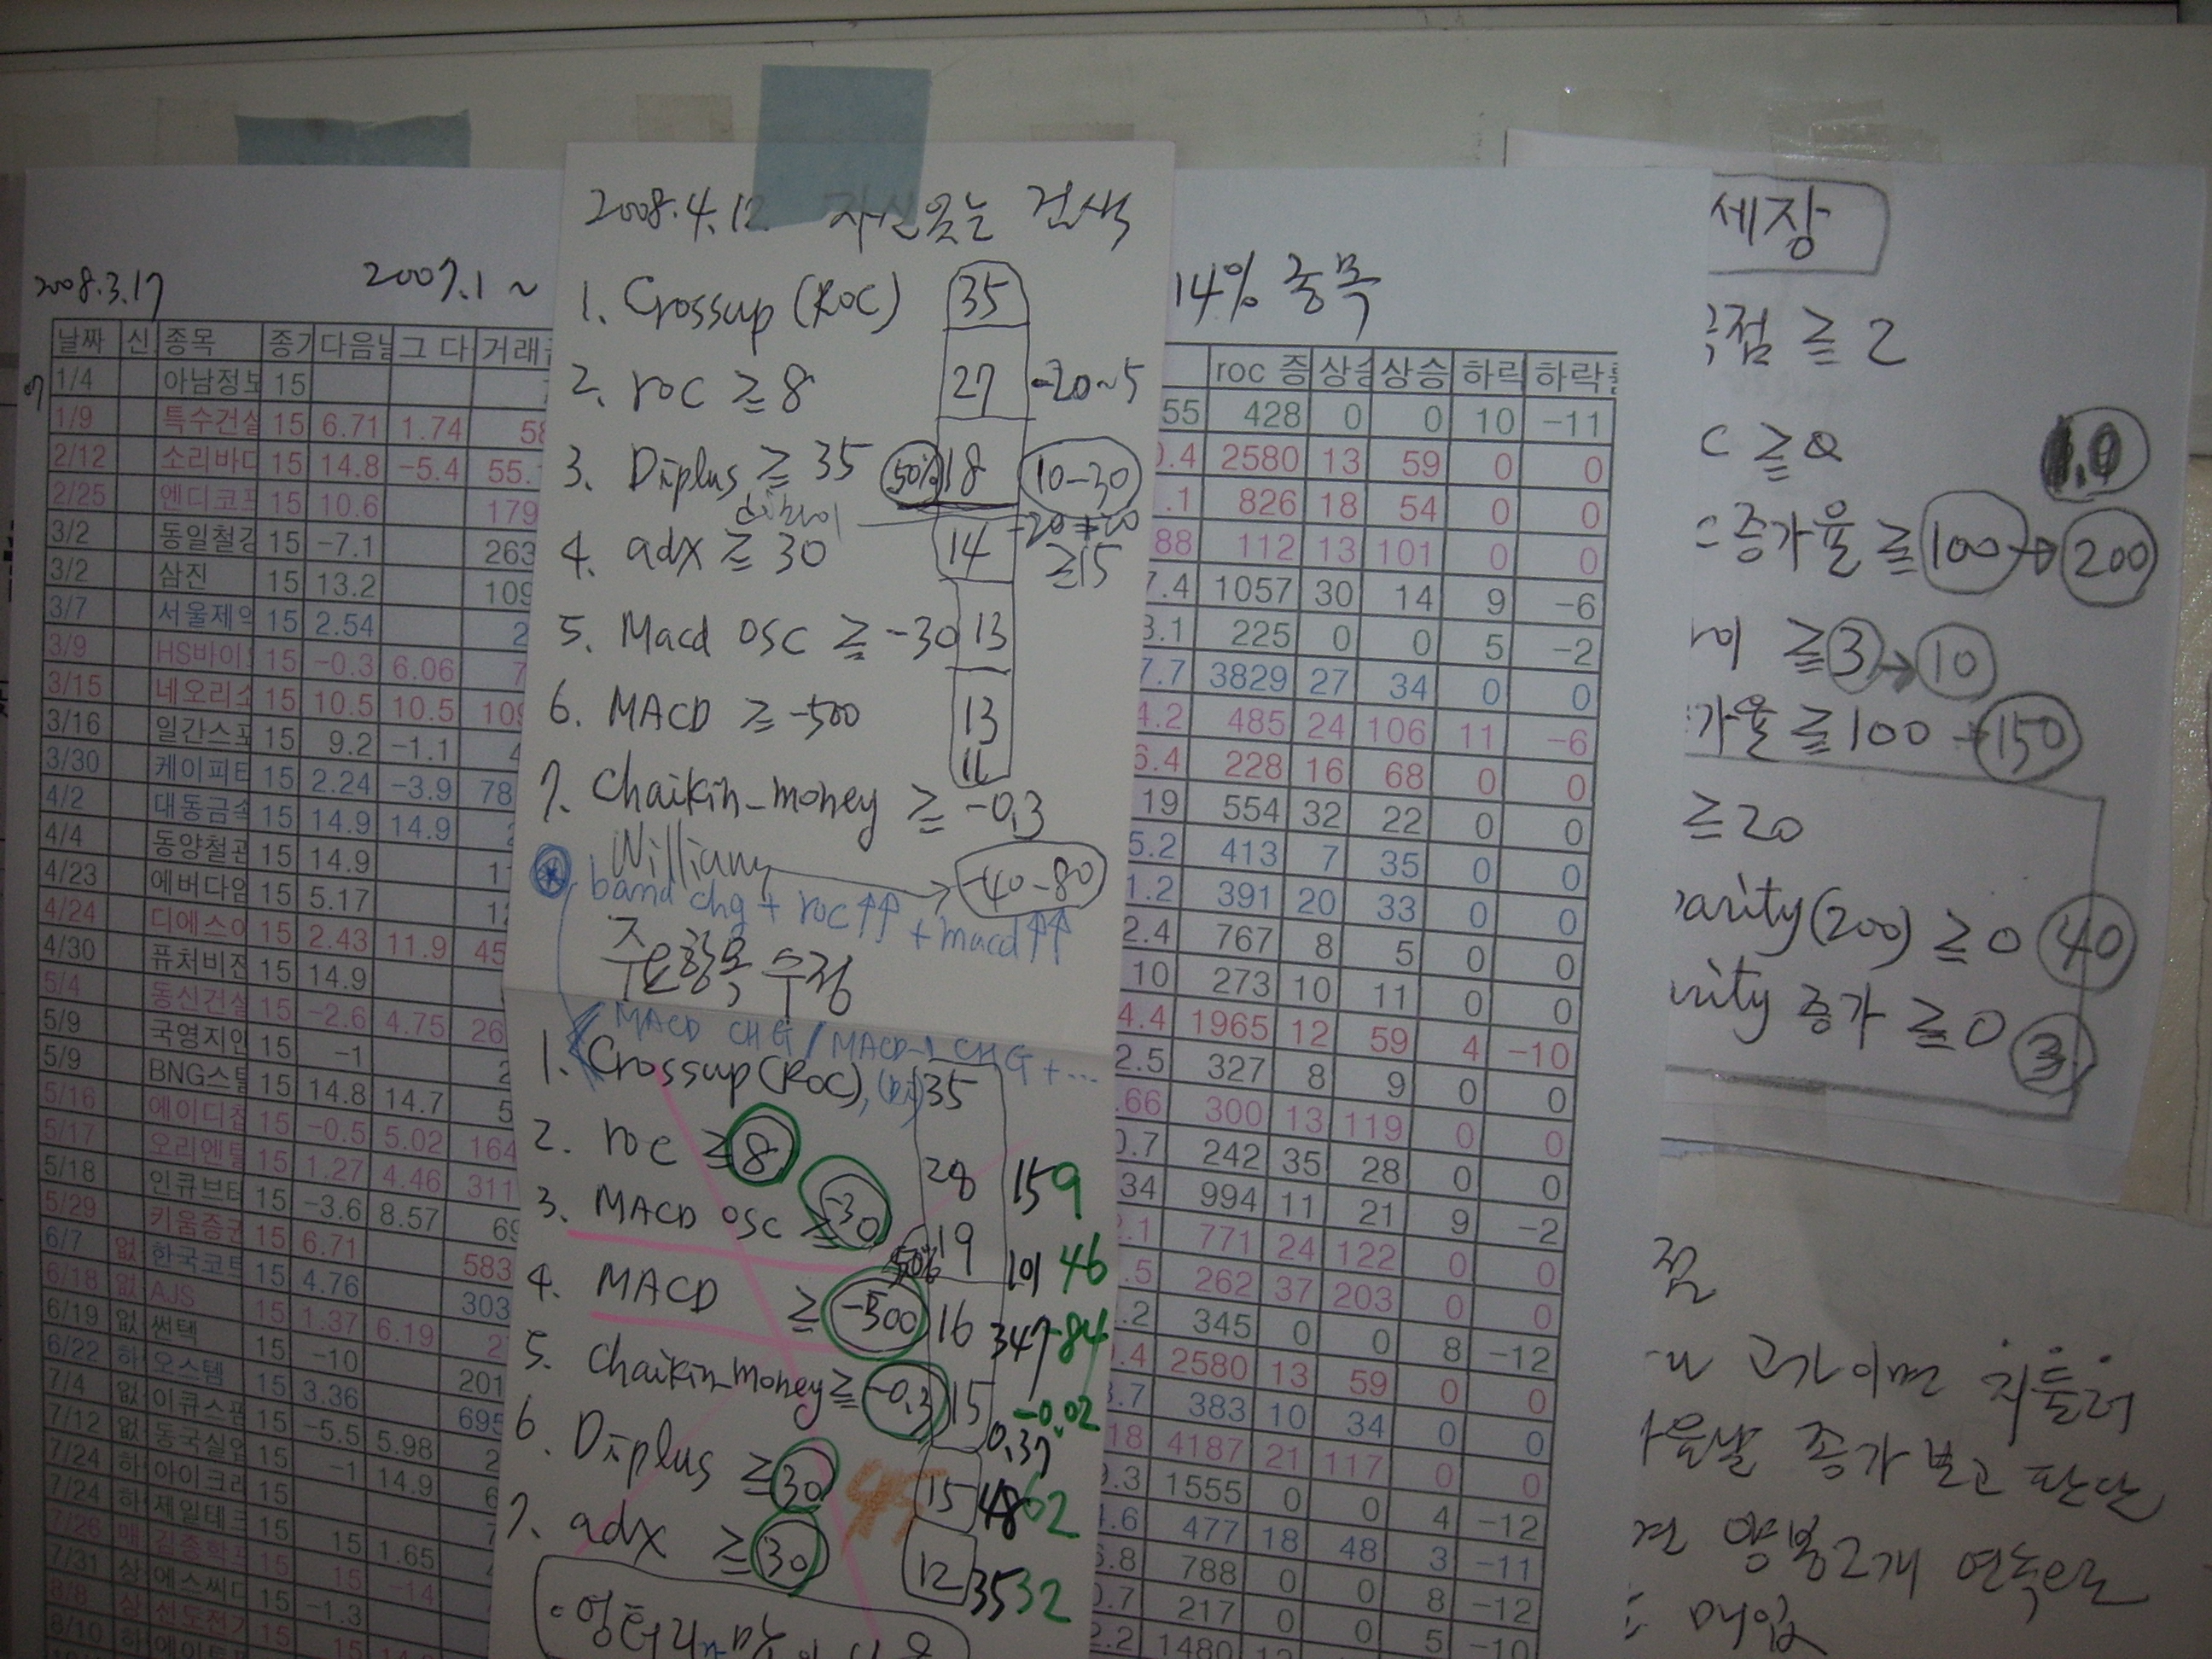 2008.3.17 2007.1 ~
날짜 신 종목 종가 다음날 그 다 거래
07
1/4 아남정보 15
1/9 특수건설 15 6.71 1.74 58
2/12 소리바다 15 14.8 -5.4 55.
2/25 엔디코프 15 10.6 179
3/2 동일철강 15 -7.1 263
3/2 삼진 15 13.2 109
3/7 서울제약 15 2.54 2
3/9 HS바이 15 -0.3 6.06 7
3/15 네오리소 15 10.5 10.5 109
3/16 일간스포 15 9.2 -1.1 4
3/30 케이피티 15 2.24 -3.9 78
4/2 대동금속 15 14.9 14.9
4/4 동양철관 15 14.9 1
4/23 에버다임 15 5.17 12
4/24 디에스이 15 2.43 11.9 45
4/30 퓨처비전 15 14.9
5/4 동신건설 15 -2.6 4.75 26
5/9 국영지앤 15 -1 2
5/9 BNG스틸 15 14.8 14.7 5
5/16 에이디칩 15 -0.5 5.02 164
5/17 오리엔탈 15 1.27 4.46 311
5/18 인큐브테 15 -3.6 8.57 69
5/29 키움증권 15 6.71 583
6/7 없 한국코트 15 4.76 303
6/18 없 AJS 15 1.37 6.19 2
6/19 없 썬택 15 -10 201
6/22 하 오스템 15 3.36 695
7/4 없 이큐스팜 15 -5.5 5.98 2
7/12 없 동국실업 15 -1 14.9 6
7/24 하 아이크래 15
7/24 하 제일테크 15 15 1.65
7/26 매 김종학프 15 15 -14
7/31 상 에스씨디 15 -1.3
8/8 상 선도전기 15 15
8/10 하
2008.4.12 자신있는 검색
1. Crossup (ROC) 35
2. roc ≧ 8 27 -20~5
3. Diplus ≧ 35 50% 18 10-30
4. adx ≧ 30 14 ≧15
5. Macd OSC ≧ -30 13
6. MACD ≧ -500 13
11
7. Chaikin_money ≧ -0.3
William -40-80
band chg + roc↑↑ + macd↑↑
주요항목 수정
MACD CHG / MACD-1 CHG + ...
1. Crossup (ROC), 35
2. roc ≧ 8 28 159
3. MACD OSC ≧ -30 50% 19 101 46
4. MACD ≧ -500 16 347 -84
5. Chaikin_money ≧ -0.3 15 -0.02
0.37
6. Diplus ≧ 30 45 15 48 62
7. adx ≧ 30 12 35 32
14% 종목
roc 증 상승 상승 하락 하락률
55 428 0 0 10 -11
0.4 2580 13 59 0 0
.1 826 18 54 0 0
88 112 13 101 0 0
7.4 1057 30 14 9 -6
3.1 225 0 0 5 -2
7.7 3829 27 34 0 0
4.2 485 24 106 11 -6
6.4 228 16 68 0 0
19 554 32 22 0 0
5.2 413 7 35 0 0
1.2 391 20 33 0 0
2.4 767 8 5 0 0
10 273 10 11 0 0
4.4 1965 12 59 4 -10
2.5 327 8 9 0 0
.66 300 13 119 0 0
0.7 242 35 28 0 0
34 994 11 21 9 -2
2.1 771 24 122 0 0
.5 262 37 203 0 0
.2 345 0 0 8 -12
0.4 2580 13 59 0 0
3.7 383 10 34 0 0
18 4187 21 117 0 0
9.3 1555 0 0 4 -12
.6 477 18 48 3 -11
.8 788 0 0 8 -12
0.7 217 0 0 5 -10
2.2 1480
세장
점 ≧ 2
C ≧ 0 1.0
증가율 ≧ 100 → 200
이 ≧ 3 → 10
가율 ≧ 100 → 150
≧ 20
parity (200) ≧ 0 40
rity 증가 ≧ 0 3
점
고가이면 지들러
다음날 종가 보고 판단
양봉 2개 연속으로
매입